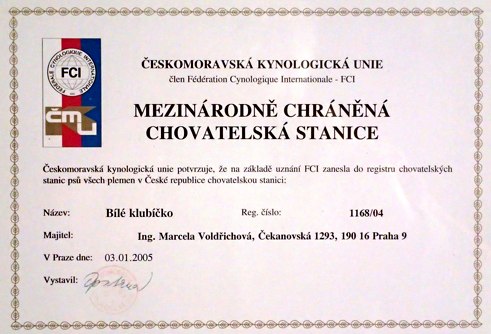 ČESKOMORAVSKÁ KYNOLOGICKÁ UNIE
člen Fédération Cynologique Internationale - FCI
FCI
ČMKU
MEZINÁRODNĚ CHRÁNĚNÁ
CHOVATELSKÁ STANICE
Českomoravská kynologická unie potvrzuje, že na základě uznání FCI zanesla do registru chovatelských
stanic psů všech plemen v České republice chovatelskou stanici:
Název: Bílé klubíčko Reg. číslo: 1168/04
Majitel: Ing. Marcela Voldřichová, Čekanovská 1293, 190 16 Praha 9
V Praze dne: 03.01.2005
Vystavil: